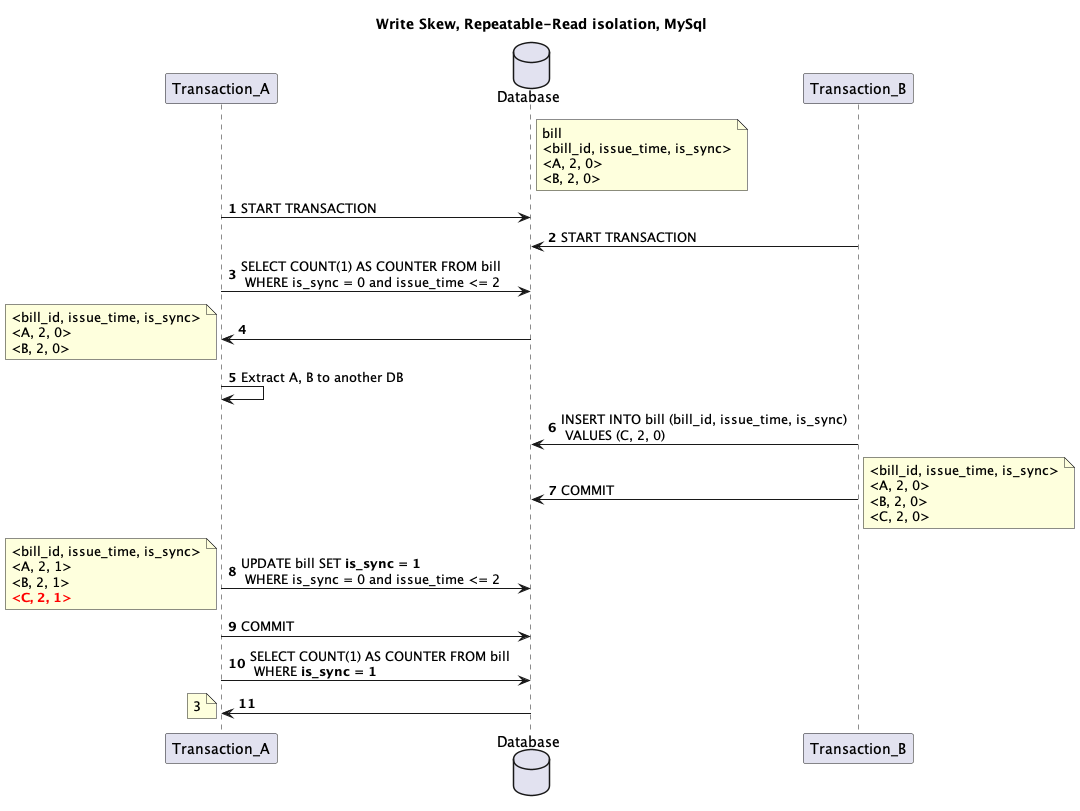 Write Skew, Repeatable-Read isolation, MySql
Transaction_A
Database
Transaction_B
bill
<bill_id, issue_time, is_sync>
<A, 2, 0>
<B, 2, 0>
1 START TRANSACTION
2 START TRANSACTION
3 SELECT COUNT(1) AS COUNTER FROM bill
WHERE is_sync = 0 and issue_time <= 2
<bill_id, issue_time, is_sync>
<A, 2, 0>
<B, 2, 0>
4
5 Extract A, B to another DB
6 INSERT INTO bill (bill_id, issue_time, is_sync)
VALUES (C, 2, 0)
<bill_id, issue_time, is_sync>
<A, 2, 0>
<B, 2, 0>
<C, 2, 0>
7 COMMIT
<bill_id, issue_time, is_sync>
<A, 2, 1>
<B, 2, 1>
<C, 2, 1>
8 UPDATE bill SET is_sync = 1
WHERE is_sync = 0 and issue_time <= 2
9 COMMIT
10 SELECT COUNT(1) AS COUNTER FROM bill
WHERE is_sync = 1
3
11
Transaction_A
Database
Transaction_B